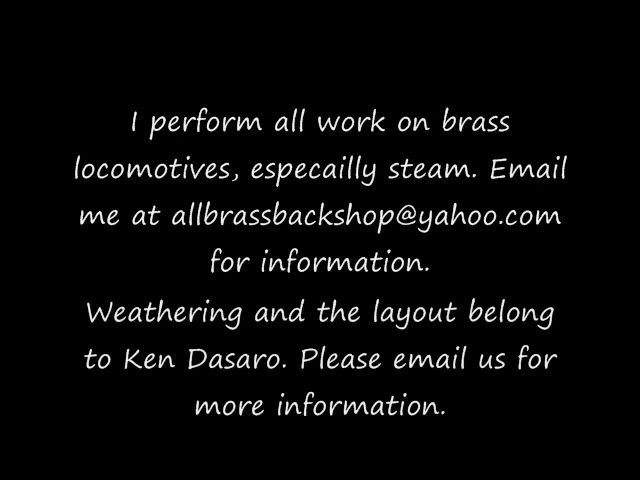 I perform all work on brass
locomotives, especailly steam. Email
me at allbrassbackshop@yahoo.com
for information.
Weathering and the layout belong
to Ken Dasaro. Please email us for
more information.